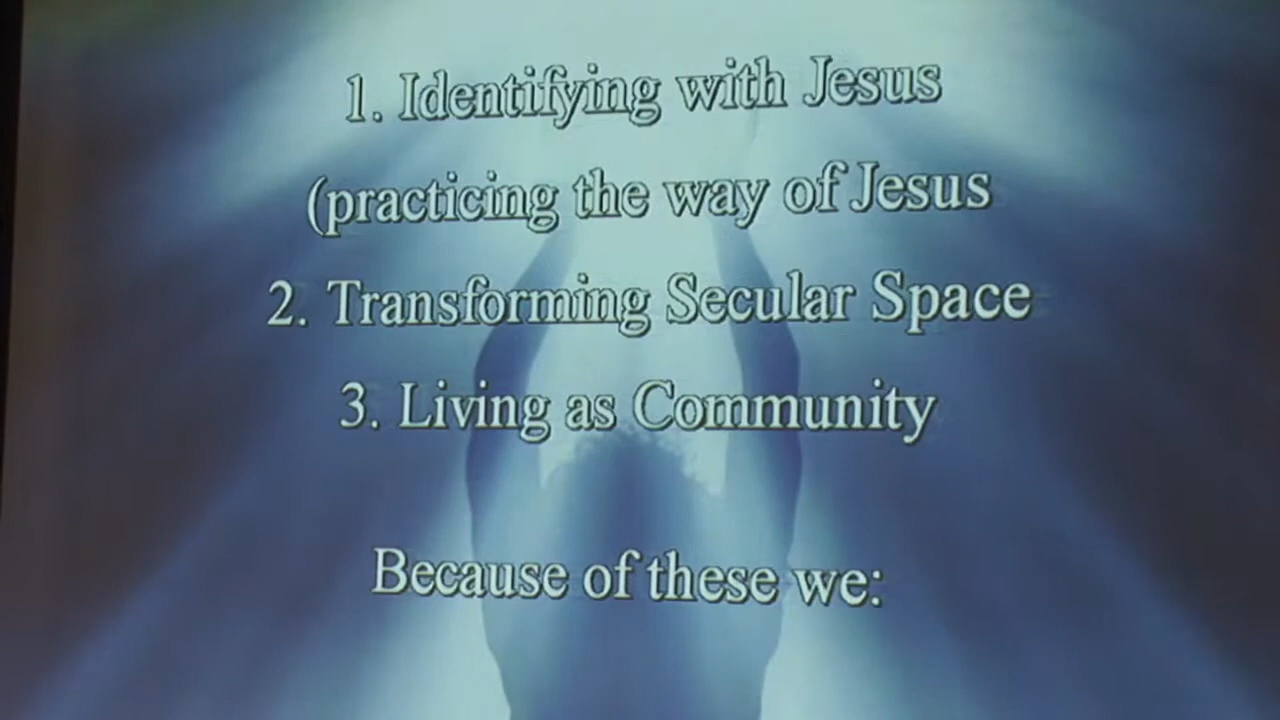 1. Identifying with Jesus
(practicing the way of Jesus
2. Transforming Secular Space
3. Living as Community
Because of these we: